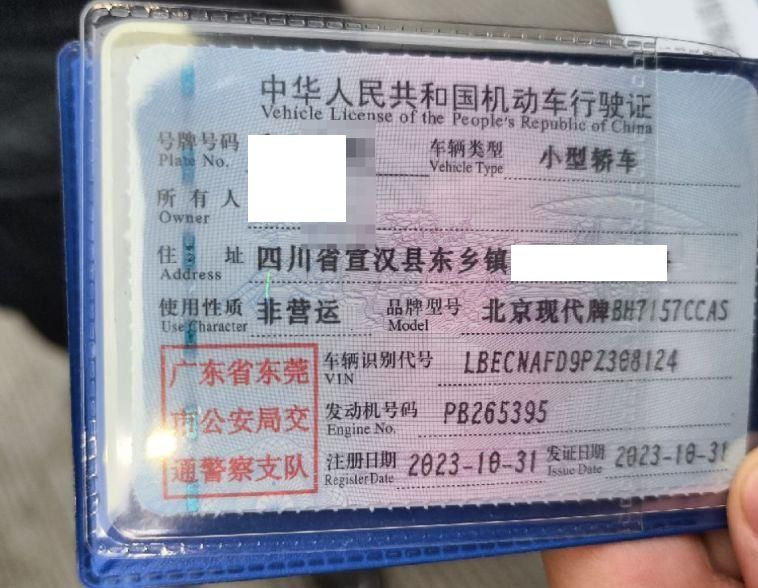 中华人民共和国机动车行驶证
Vehicle License of the People's Republic of China
号牌号码
Plate No.
车辆类型 小型轿车
Vehicle Type
所有人
Owner
住址 四川省宣汉县东乡镇
Address
使用性质 非营运 品牌型号 北京现代牌BH7157CCAS
Use Character Model
广东省东莞
市公安局交
通警察支队
车辆识别代号 LBECNAFD9PZ308124
VIN
发动机号码 PB265395
Engine No.
注册日期 2023-10-31 发证日期 2023-10-31
Register Date Issue Date